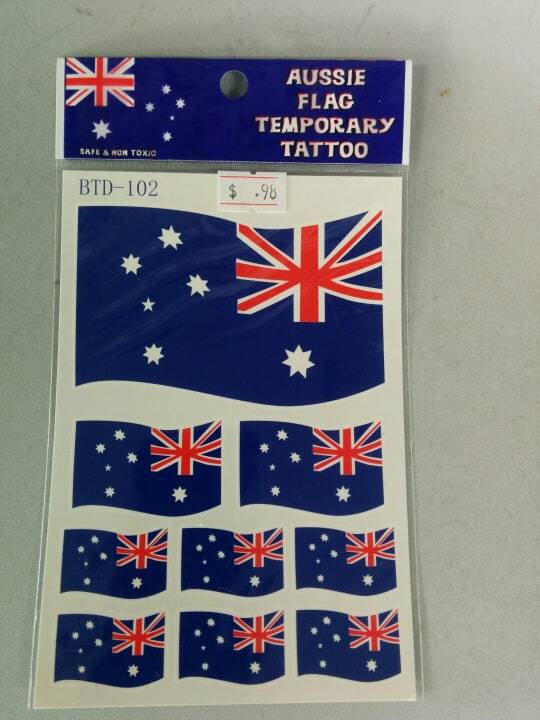 AUSSIE
FLAG
TEMPORARY
TATTOO
SAFE & NON TOXIC
BTD-102
$ .98